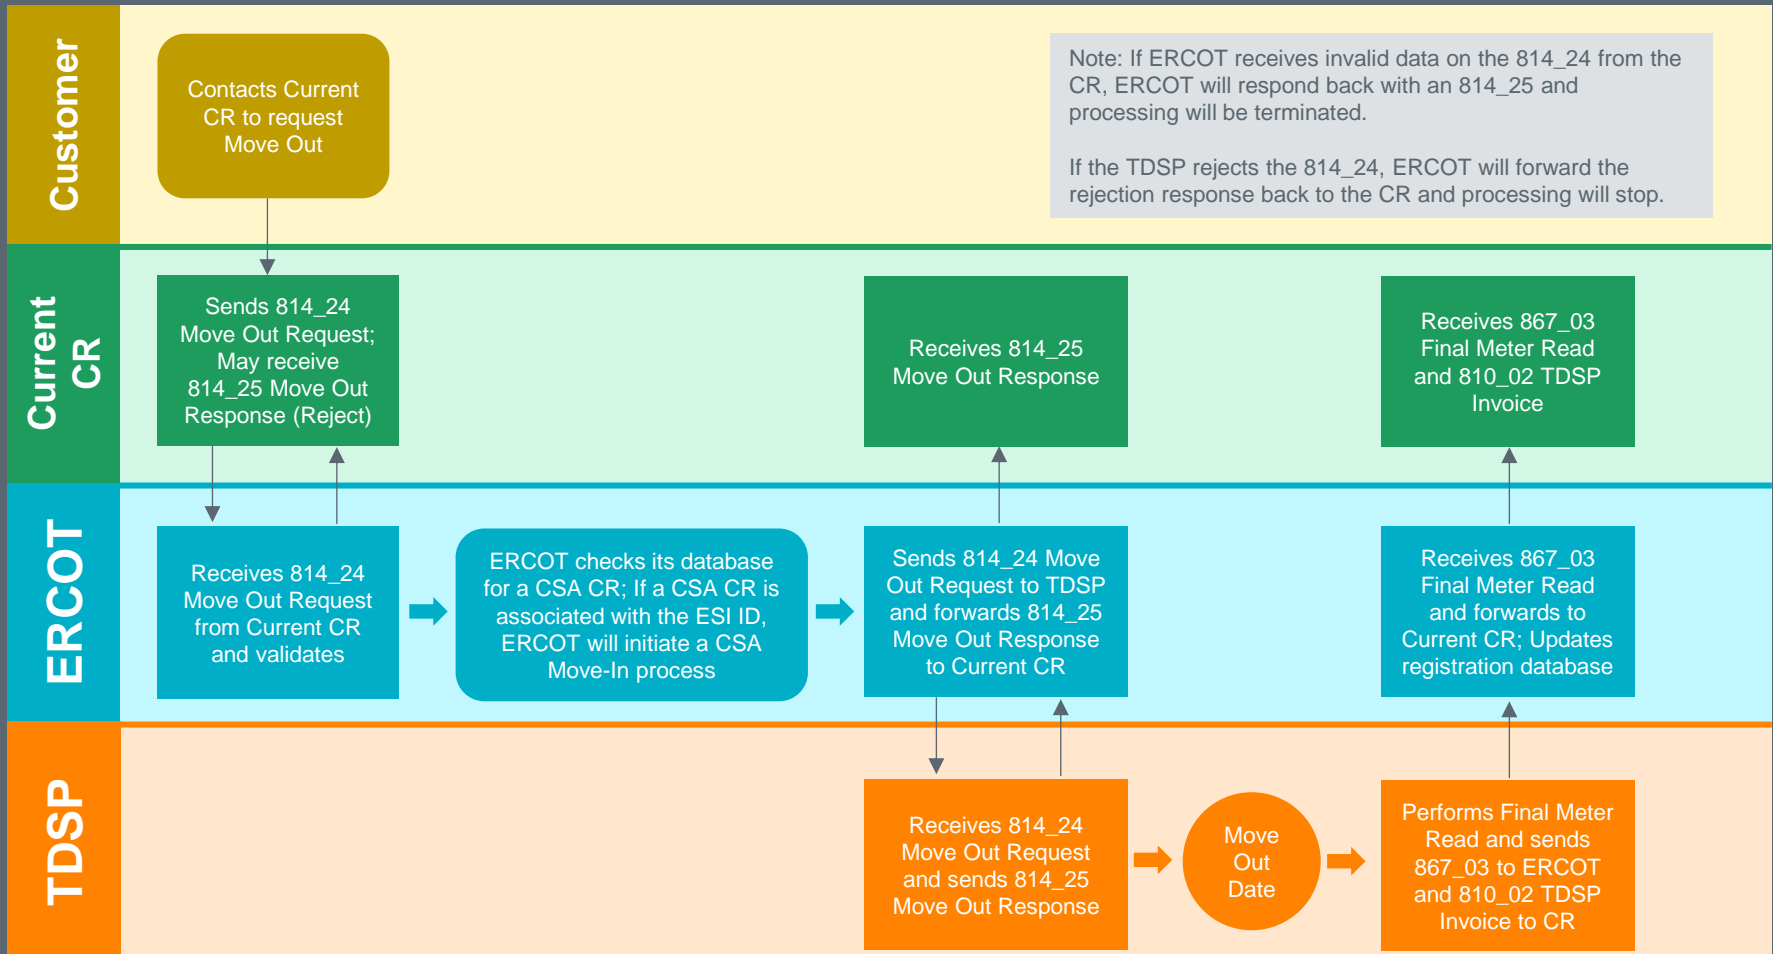 Customer
Contacts Current
CR to request
Move Out
Note: If ERCOT receives invalid data on the 814_24 from the
CR, ERCOT will respond back with an 814_25 and
processing will be terminated.
If the TDSP rejects the 814_24, ERCOT will forward the
rejection response back to the CR and processing will stop.
Current
CR
Sends 814_24
Move Out Request;
May receive
814_25 Move Out
Response (Reject)
Receives 814_25
Move Out Response
Receives 867_03
Final Meter Read
and 810_02 TDSP
Invoice
ERCOT
Receives 814_24
Move Out Request
from Current CR
and validates
ERCOT checks its database
for a CSA CR; If a CSA CR is
associated with the ESI ID,
ERCOT will initiate a CSA
Move-In process
Sends 814_24 Move
Out Request to TDSP
and forwards 814_25
Move Out Response
to Current CR
Receives 867_03
Final Meter Read
and forwards to
Current CR; Updates
registration database
TDSP
Receives 814_24
Move Out Request
and sends 814_25
Move Out Response
Move
Out
Date
Performs Final Meter
Read and sends
867_03 to ERCOT
and 810_02 TDSP
Invoice to CR